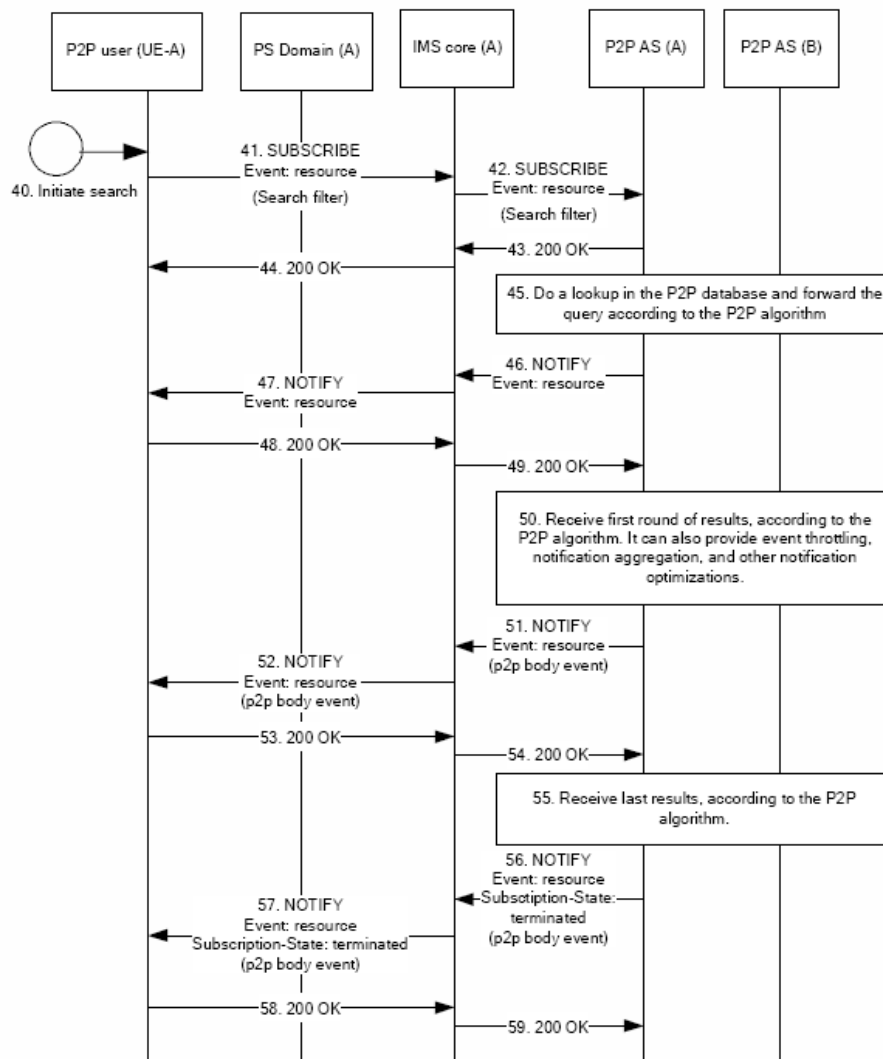 P2P user (UE-A)
PS Domain (A)
IMS core (A)
P2P AS (A)
P2P AS (B)
40. Initiate search
41. SUBSCRIBE
Event: resource
(Search filter)
42. SUBSCRIBE
Event: resource
(Search filter)
43. 200 OK
44. 200 OK
45. Do a lookup in the P2P database and forward the
query according to the P2P algorithm
46. NOTIFY
Event: resource
47. NOTIFY
Event: resource
48. 200 OK
49. 200 OK
50. Receive first round of results, according to the
P2P algorithm. It can also provide event throttling,
notification aggregation, and other notification
optimizations.
51. NOTIFY
Event: resource
(p2p body event)
52. NOTIFY
Event: resource
(p2p body event)
53. 200 OK
54. 200 OK
55. Receive last results, according to the P2P
algorithm.
56. NOTIFY
Event: resource
Subsctiption-State:
terminated
(p2p body event)
57. NOTIFY
Event: resource
Subscription-State: terminated
(p2p body event)
58. 200 OK
59. 200 OK